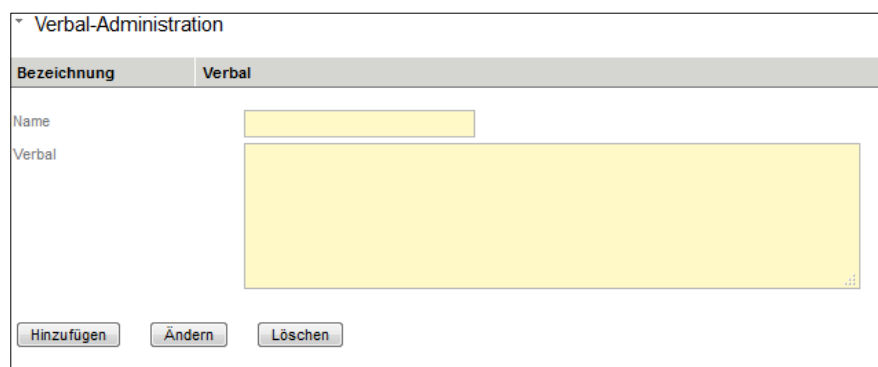 Verbal-Administration
Bezeichnung Verbal
Name
Verbal
Hinzufügen Ändern Löschen